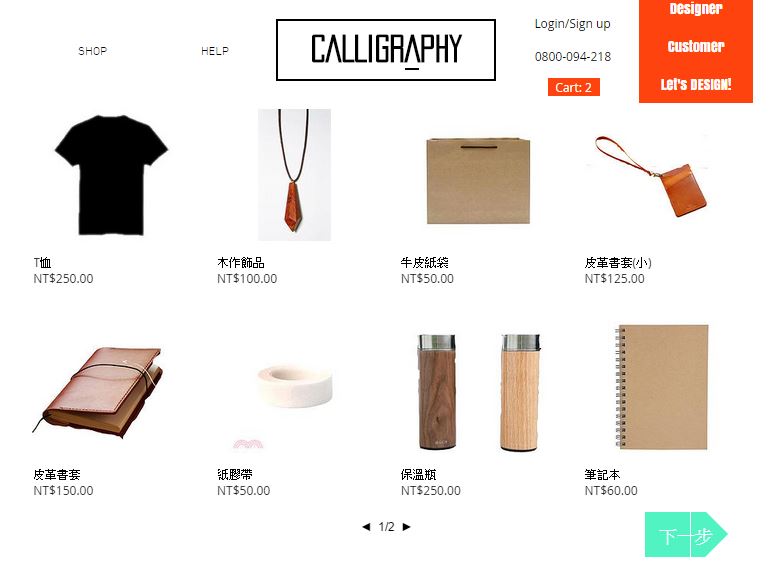 SHOP
HELP
CALLIGRAPHY
Login/Sign up
0800-094-218
Cart: 2
Designer
Customer
Let's DESIGN!
T恤
NT$250.00
木作飾品
NT$100.00
牛皮紙袋
NT$50.00
皮革書套(小)
NT$125.00
皮革書套
NT$150.00
紙膠帶
NT$50.00
保溫瓶
NT$250.00
筆記本
NT$60.00
◄ 1/2 ►
下一步